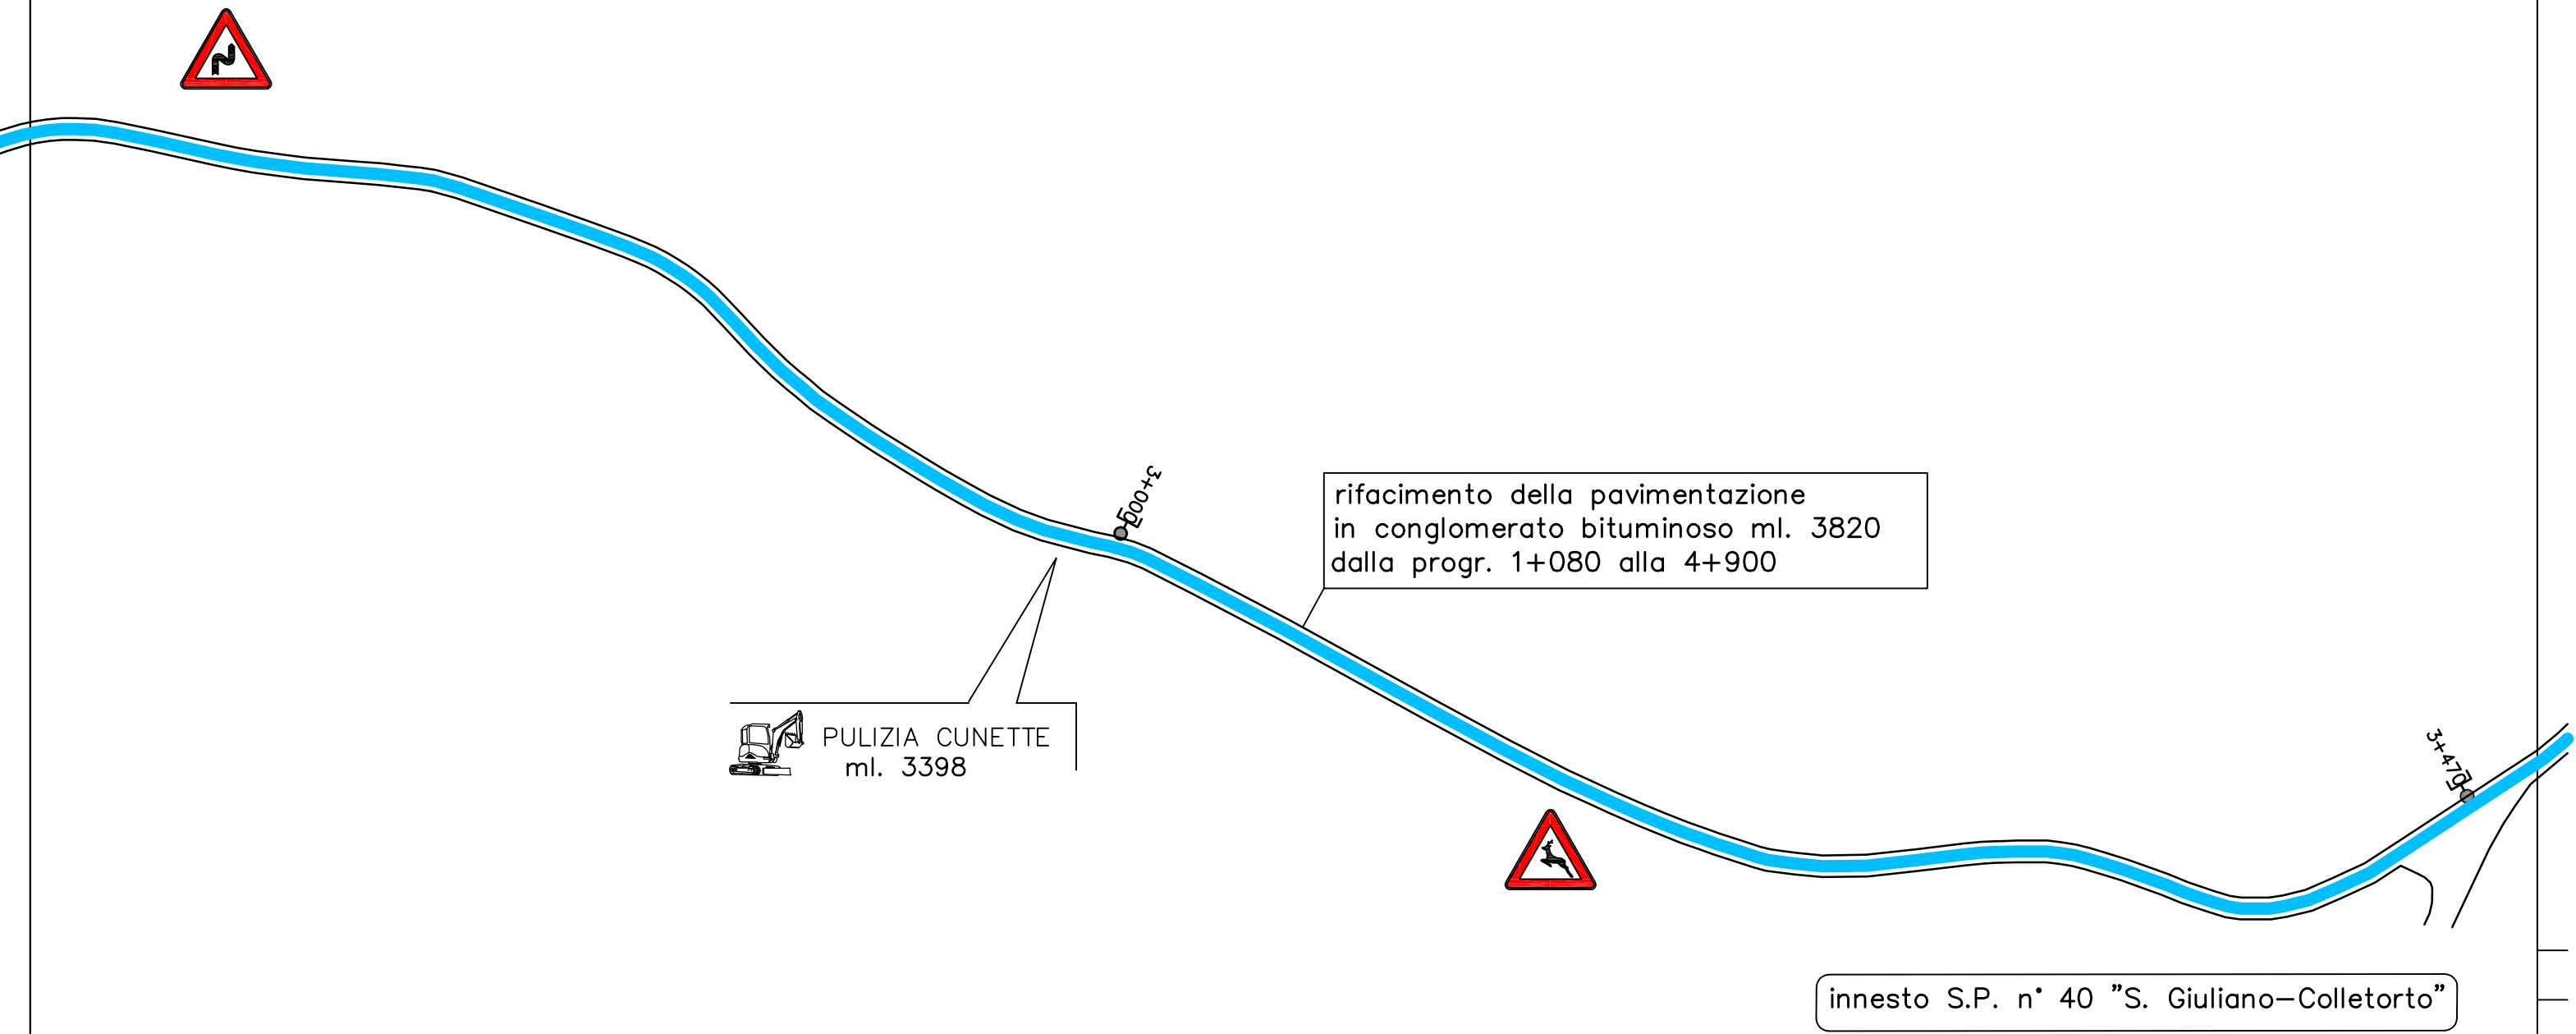 3+000
rifacimento della pavimentazione
in conglomerato bituminoso ml. 3820
dalla progr. 1+080 alla 4+900
PULIZIA CUNETTE
ml. 3398
3+470
innesto S.P. n° 40 "S. Giuliano-Colletorto"